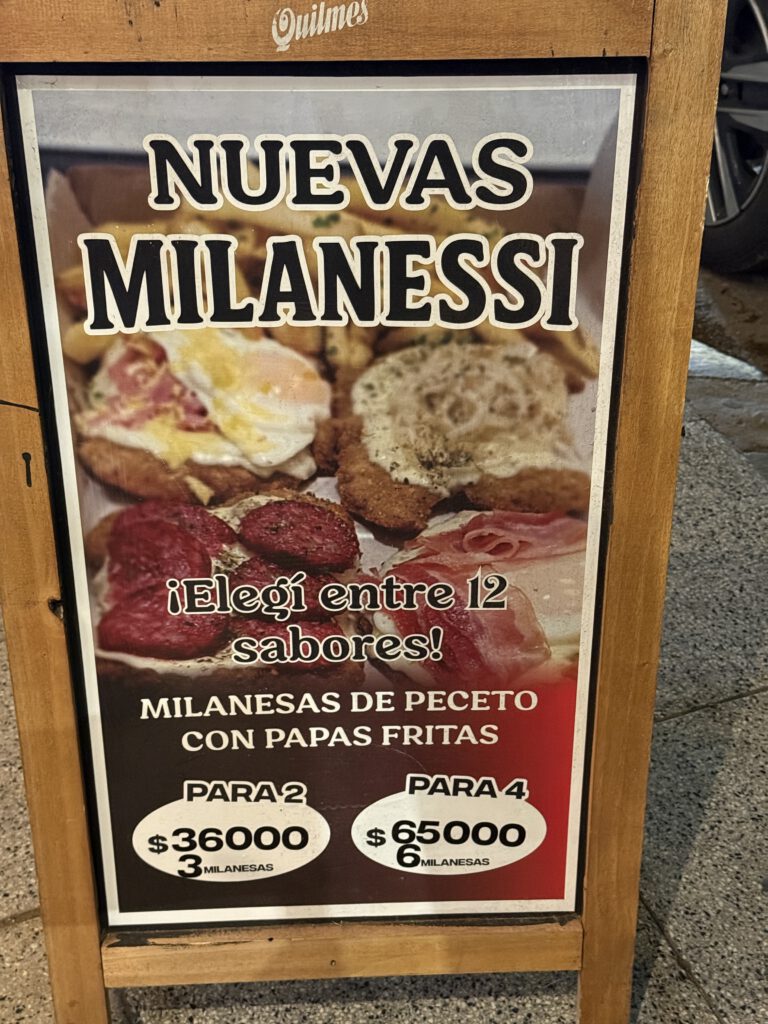 Quilmes
NUEVAS
MILANESSI
¡Elegí entre 12
sabores!
MILANESAS DE PECETO
CON PAPAS FRITAS
PARA 2
$36000
3 MILANESAS
PARA 4
$65000
6 MILANESAS